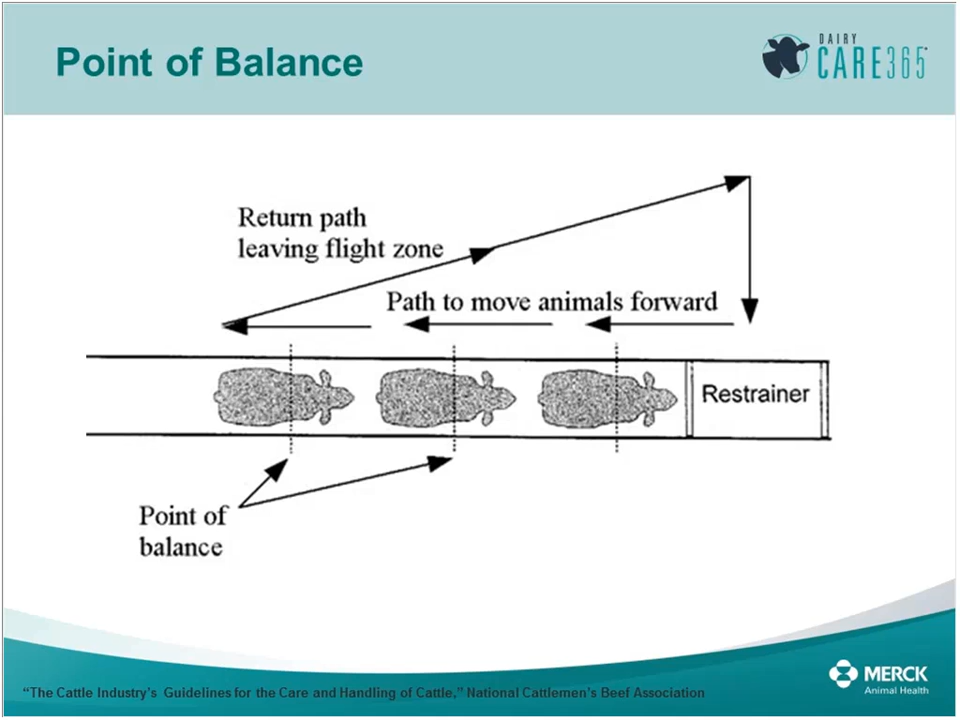 Point of Balance
DAIRY
CARE365
Return path
leaving flight zone
Path to move animals forward
Restrainer
Point of
balance
“The Cattle Industry’s Guidelines for the Care and Handling of Cattle,” National Cattlemen’s Beef Association
MERCK
Animal Health